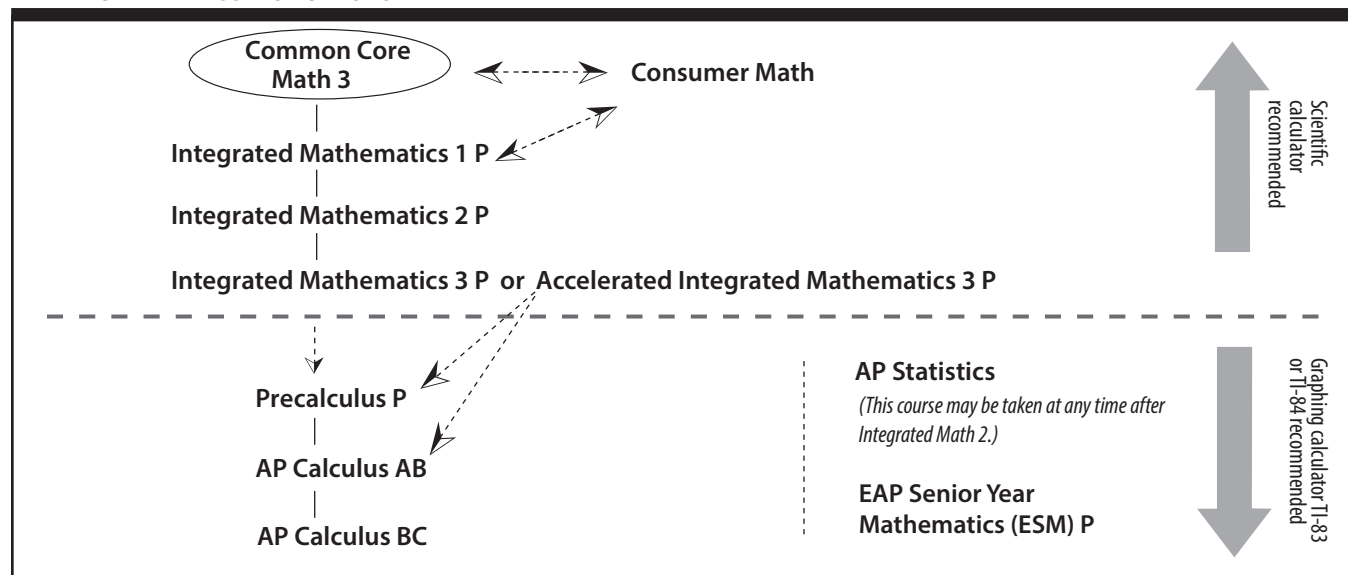 Common Core
Math 3
Consumer Math
Integrated Mathematics 1 P
Integrated Mathematics 2 P
Integrated Mathematics 3 P or Accelerated Integrated Mathematics 3 P
Scientific
calculator
recommended
Precalculus P
AP Calculus AB
AP Calculus BC
AP Statistics
(This course may be taken at any time after
Integrated Math 2.)
EAP Senior Year
Mathematics (ESM) P
Graphing calculator TI-83
or TI-84 recommended